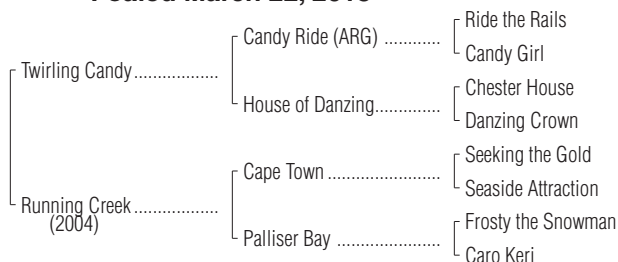 Foaled March 22,
Ride the Rails
Candy Ride (ARG) ............
Candy Girl
Twirling Candy..................
Chester House
House of Danzing..............
Danzing Crown
Seeking the Gold
Cape Town .....................
Seaside Attraction
Running Creek ..................
(2004)
Frosty the Snowman
Palliser Bay ...................
Caro Keri